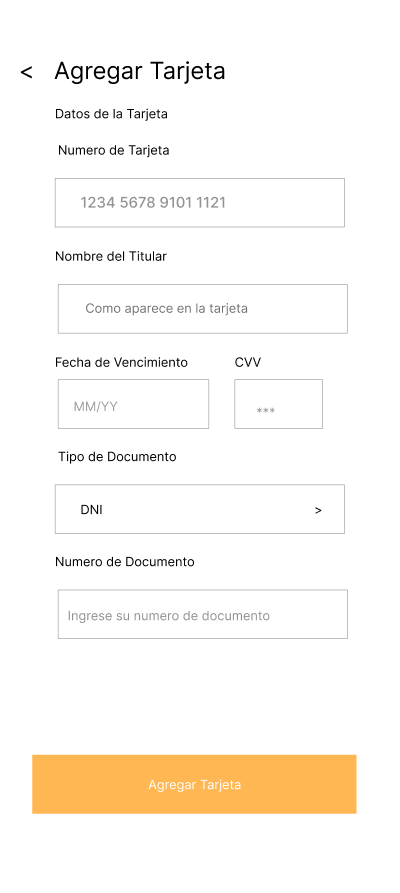 < Agregar Tarjeta
Datos de la Tarjeta
Numero de Tarjeta
1234 5678 9101 1121
Nombre del Titular
Como aparece en la tarjeta
Fecha de Vencimiento CVV
MM/YY ***
Tipo de Documento
DNI >
Numero de Documento
Ingrese su numero de documento
Agregar Tarjeta